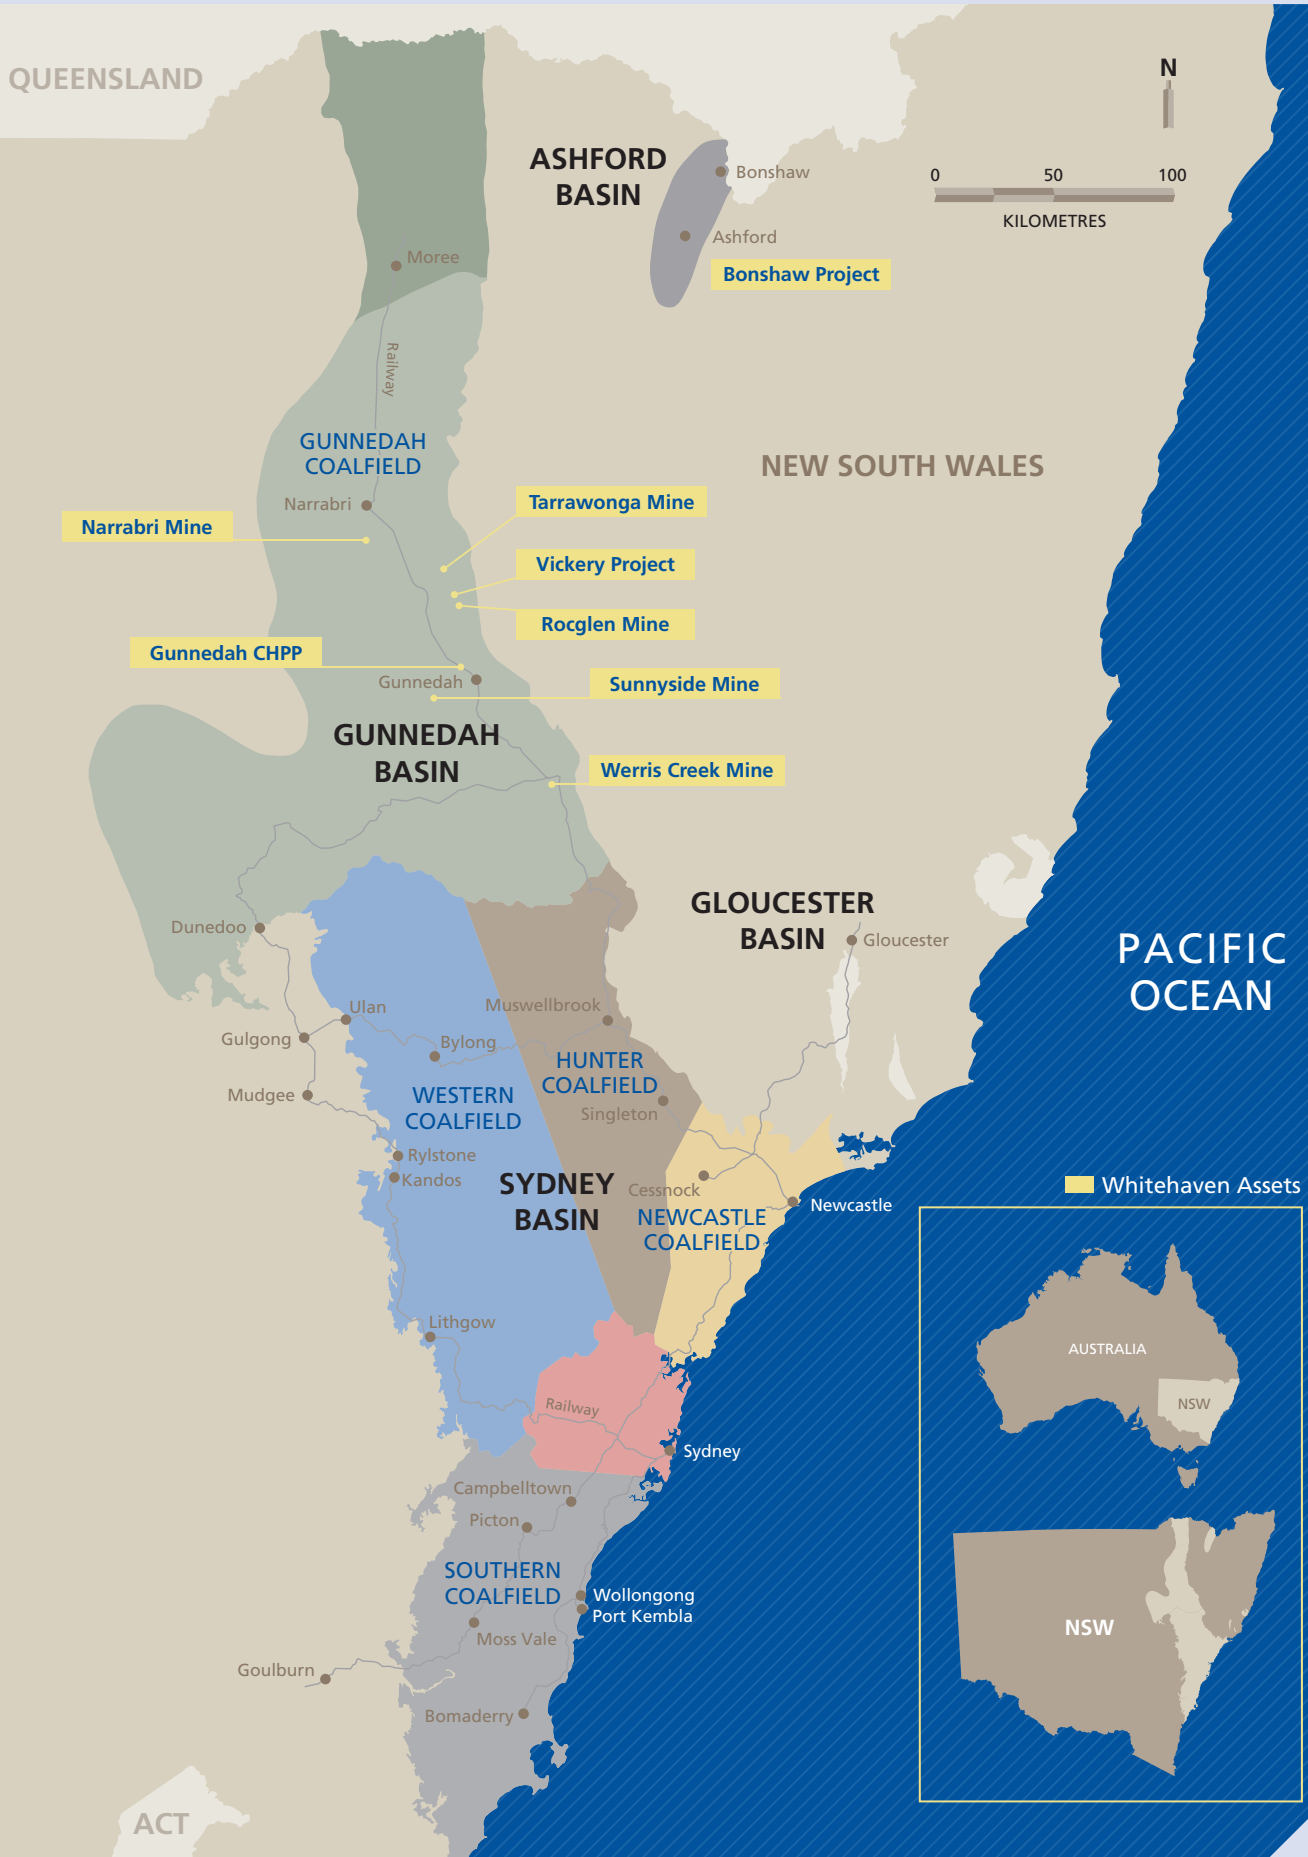 QUEENSLAND
N
ASHFORD
BASIN
Bonshaw
Ashford
Bonshaw Project
0 50 100
KILOMETRES
Moree
Railway
GUNNEDAH
COALFIELD
NEW SOUTH WALES
Narrabri
Narrabri Mine
Tarrawonga Mine
Vickery Project
Rocglen Mine
Gunnedah CHPP
Gunnedah
Sunnyside Mine
GUNNEDAH
BASIN
Werris Creek Mine
GLOUCESTER
BASIN
Gloucester
PACIFIC
OCEAN
Dunedoo
Ulan
Muswellbrook
Gulgong
Bylong
HUNTER
COALFIELD
Mudgee
WESTERN
COALFIELD
Singleton
Rylstone
Kandos
SYDNEY
BASIN
Cessnock
Newcastle
NEWCASTLE
COALFIELD
Whitehaven Assets
Lithgow
AUSTRALIA
NSW
Railway
Sydney
Campbelltown
Picton
SOUTHERN
COALFIELD
Wollongong
Port Kembla
NSW
Moss Vale
Goulburn
Bomaderry
ACT